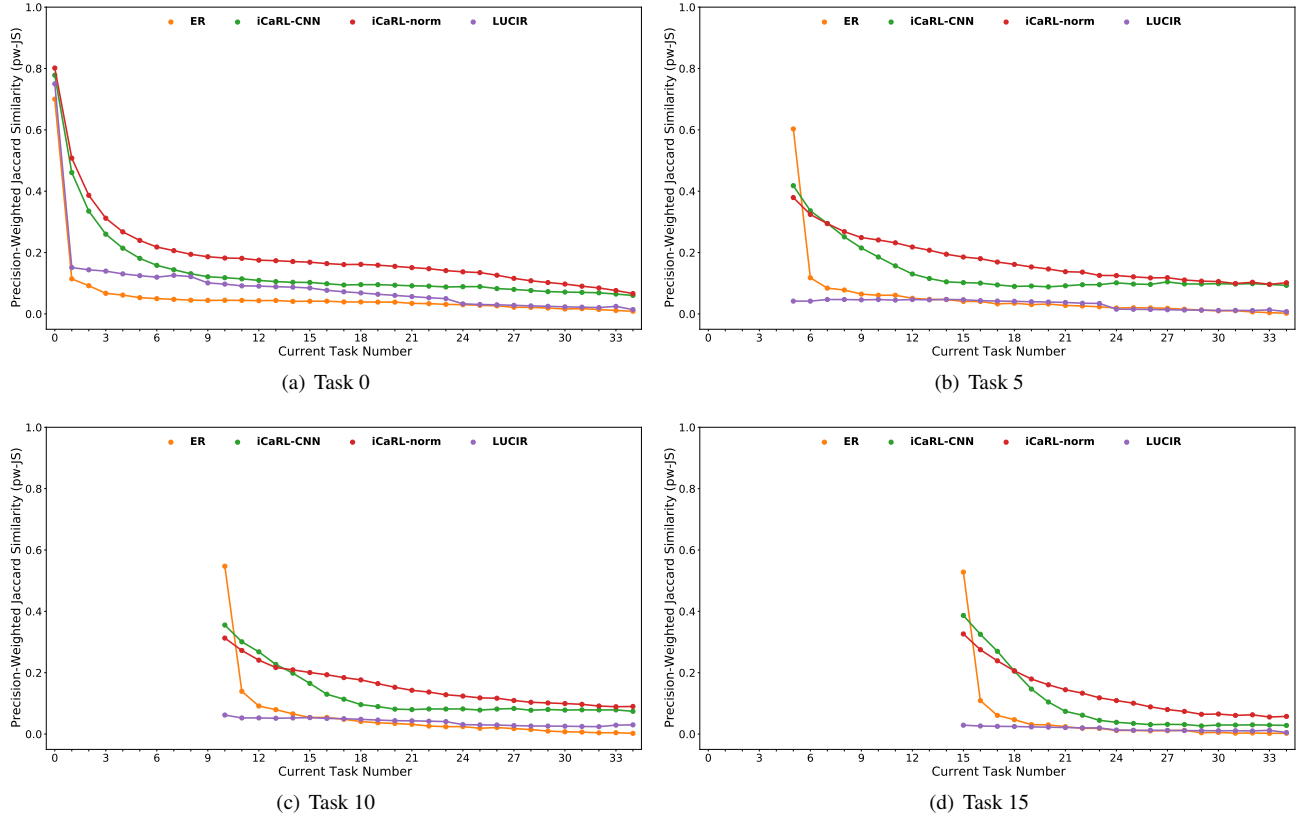 ER iCaRL-CNN iCaRL-norm LUCIR
Precision-Weighted Jaccard Similarity (pw-JS)
1.0
0.8
0.6
0.4
0.2
0.0
0 3 6 9 12 15 18 21 24 27 30 33
Current Task Number
(a) Task 0
ER iCaRL-CNN iCaRL-norm LUCIR
Precision-Weighted Jaccard Similarity (pw-JS)
1.0
0.8
0.6
0.4
0.2
0.0
0 3 6 9 12 15 18 21 24 27 30 33
Current Task Number
(b) Task 5
ER iCaRL-CNN iCaRL-norm LUCIR
Precision-Weighted Jaccard Similarity (pw-JS)
1.0
0.8
0.6
0.4
0.2
0.0
0 3 6 9 12 15 18 21 24 27 30 33
Current Task Number
(c) Task 10
ER iCaRL-CNN iCaRL-norm LUCIR
Precision-Weighted Jaccard Similarity (pw-JS)
1.0
0.8
0.6
0.4
0.2
0.0
0 3 6 9 12 15 18 21 24 27 30 33
Current Task Number
(d) Task 15